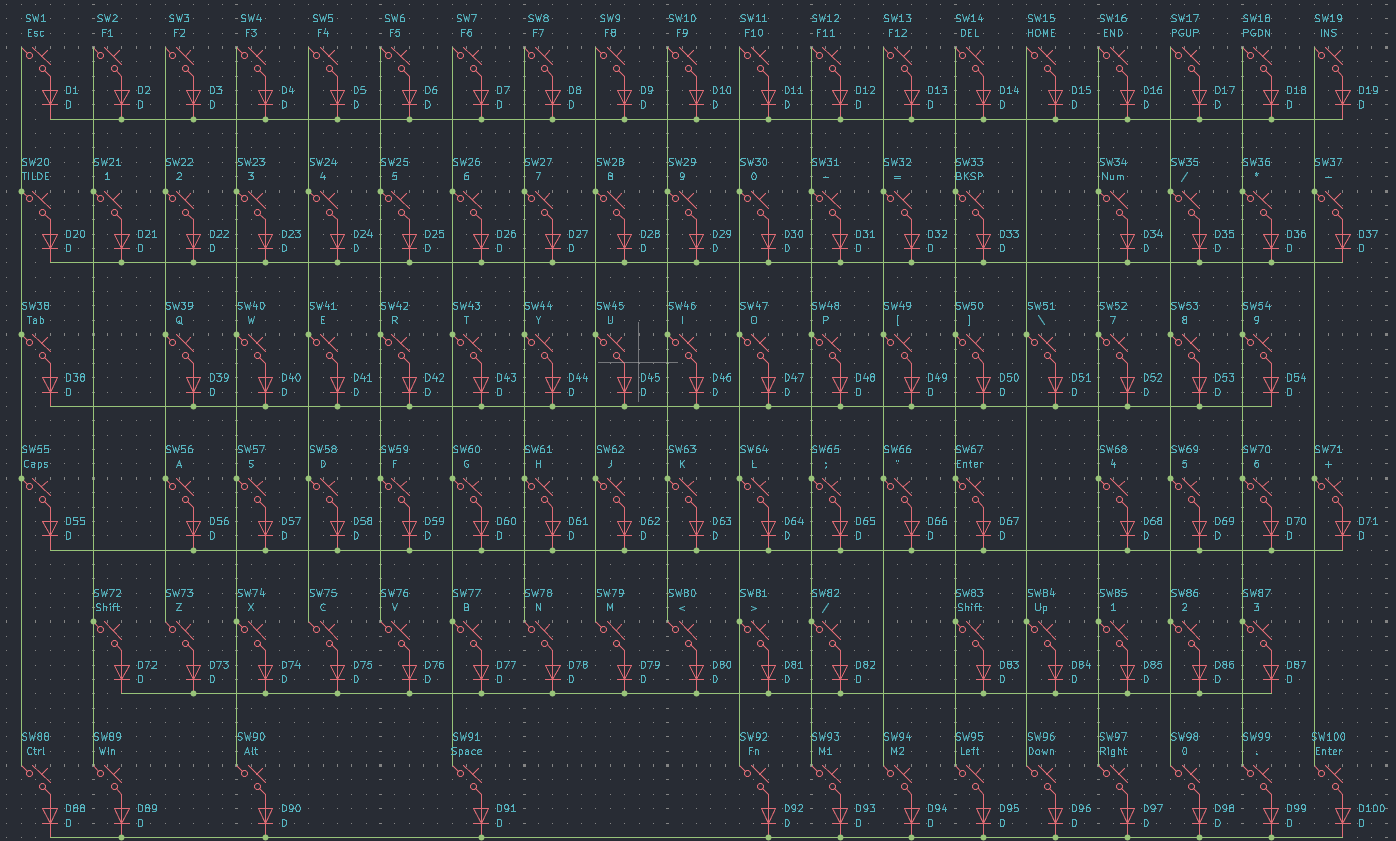 SW1 SW2 SW3 SW4 SW5 SW6 SW7 SW8 SW9 SW10 SW11 SW12 SW13 SW14 SW15 SW16 SW17 SW18 SW19
Esc F1 F2 F3 F4 F5 F6 F7 F8 F9 F10 F11 F12 DEL HOME END PGUP PGDN INS
D1 D2 D3 D4 D5 D6 D7 D8 D9 D10 D11 D12 D13 D14 D15 D16 D17 D18 D19
D D D D D D D D D D D D D D D D D D D
SW20 SW21 SW22 SW23 SW24 SW25 SW26 SW27 SW28 SW29 SW30 SW31 SW32 SW33 SW34 SW35 SW36 SW37
TILDE 1 2 3 4 5 6 7 8 9 0 - = BKSP Num / * -
D20 D21 D22 D23 D24 D25 D26 D27 D28 D29 D30 D31 D32 D33 D34 D35 D36 D37
D D D D D D D D D D D D D D D D D D
SW38 SW39 SW40 SW41 SW42 SW43 SW44 SW45 SW46 SW47 SW48 SW49 SW50 SW51 SW52 SW53 SW54
Tab Q W E R T Y U I O P [ ] \ 7 8 9
D38 D39 D40 D41 D42 D43 D44 D45 D46 D47 D48 D49 D50 D51 D52 D53 D54
D D D D D D D D D D D D D D D D D
SW55 SW56 SW57 SW58 SW59 SW60 SW61 SW62 SW63 SW64 SW65 SW66 SW67 SW68 SW69 SW70 SW71
Caps A S D F G H J K L ; " Enter 4 5 6 +
D55 D56 D57 D58 D59 D60 D61 D62 D63 D64 D65 D66 D67 D68 D69 D70 D71
D D D D D D D D D D D D D D D D D
SW72 SW73 SW74 SW75 SW76 SW77 SW78 SW79 SW80 SW81 SW82 SW83 SW84 SW85 SW86 SW87
Shift Z X C V B N M < > / Shift Up 1 2 3
D72 D73 D74 D75 D76 D77 D78 D79 D80 D81 D82 D83 D84 D85 D86 D87
D D D D D D D D D D D D D D D D
SW88 SW89 SW90 SW91 SW92 SW93 SW94 SW95 SW96 SW97 SW98 SW99 SW100
Ctrl Win Alt Space Fn M1 M2 Left Down Right 0 . Enter
D88 D89 D90 D91 D92 D93 D94 D95 D96 D97 D98 D99 D100
D D D D D D D D D D D D D